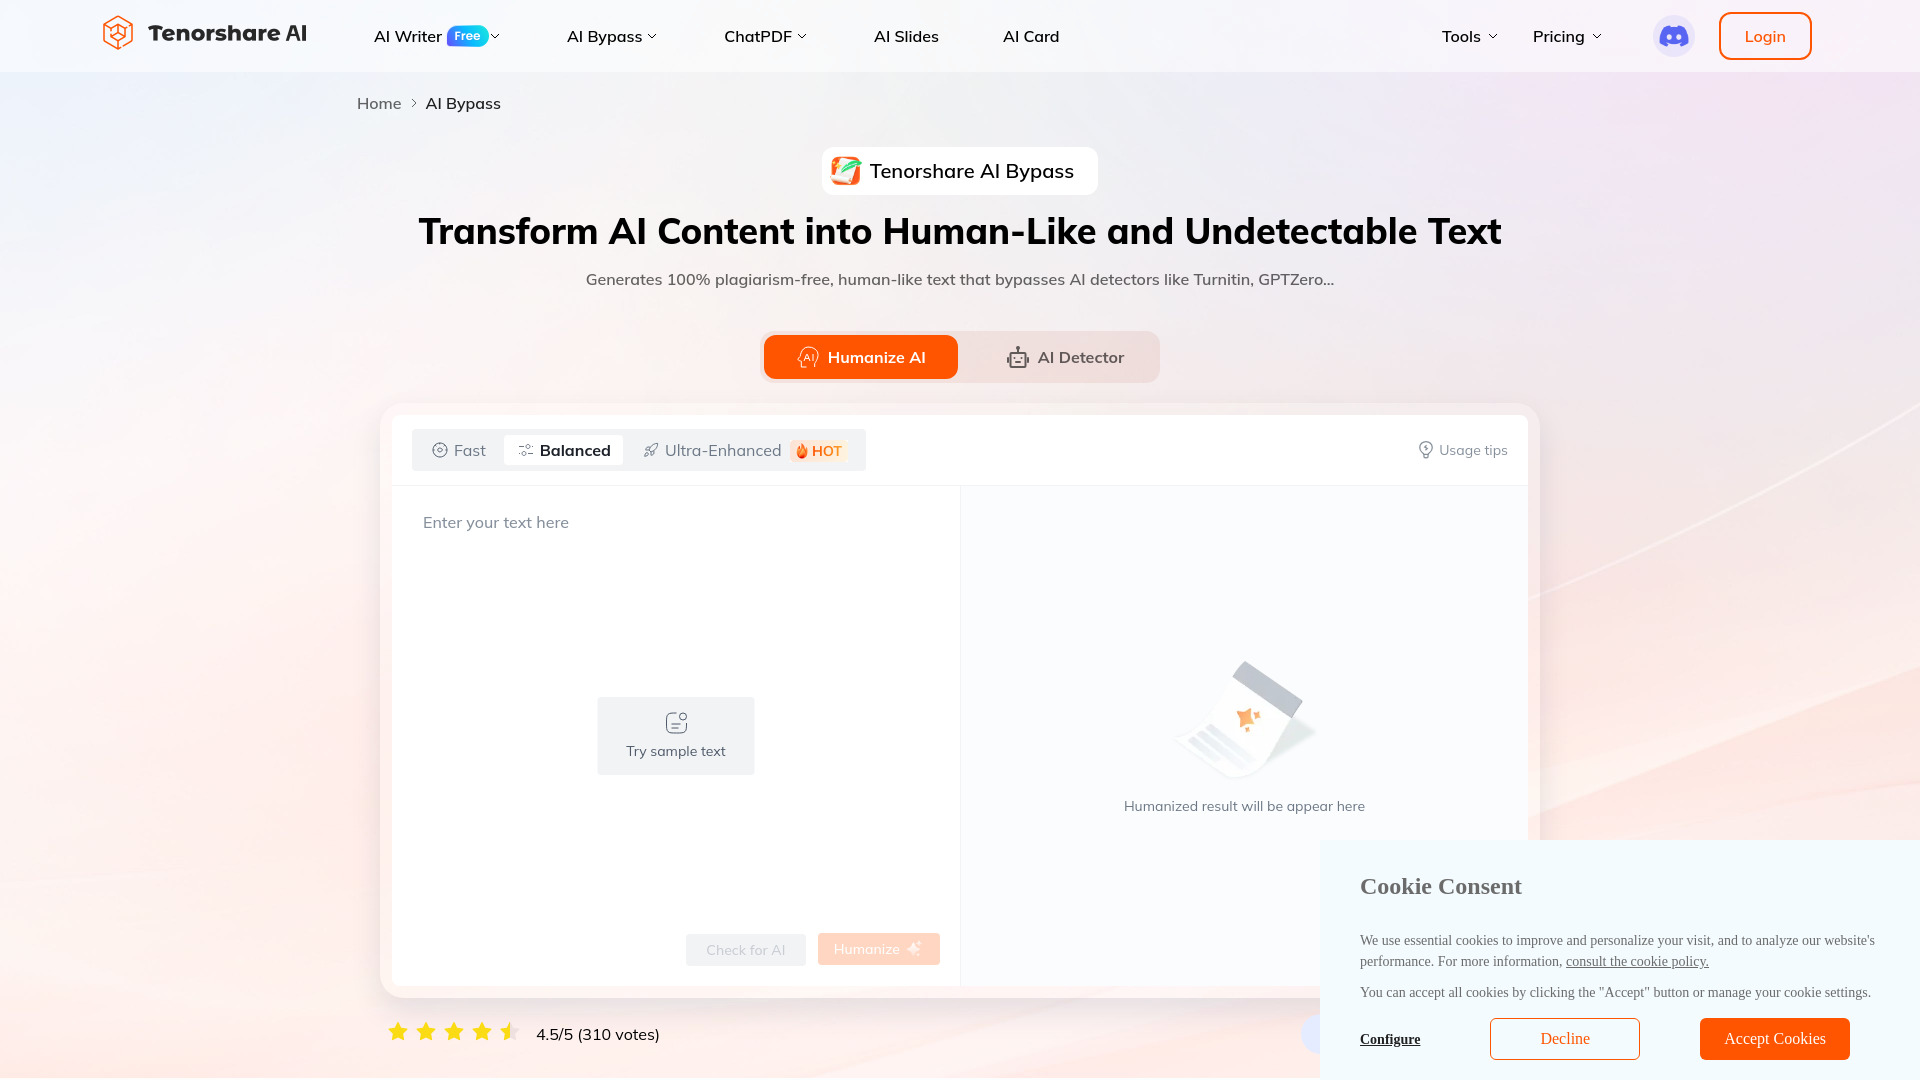 Tenorshare AI
AI Writer Free
AI Bypass
ChatPDF
AI Slides
AI Card
Tools
Pricing
Login
Home > AI Bypass
Tenorshare AI Bypass
Transform AI Content into Human-Like and Undetectable Text
Generates 100% plagiarism-free, human-like text that bypasses AI detectors like Turnitin, GPTZero...
AI Humanize AI
AI Detector
Fast
Balanced
Ultra-Enhanced HOT
Usage tips
Enter your text here
Try sample text
Humanized result will be appear here
Check for AI
Humanize
4.5/5 (310 votes)
Cookie Consent
We use essential cookies to improve and personalize your visit, and to analyze our website's
performance. For more information, consult the cookie policy.
You can accept all cookies by clicking the "Accept" button or manage your cookie settings.
Configure
Decline
Accept Cookies